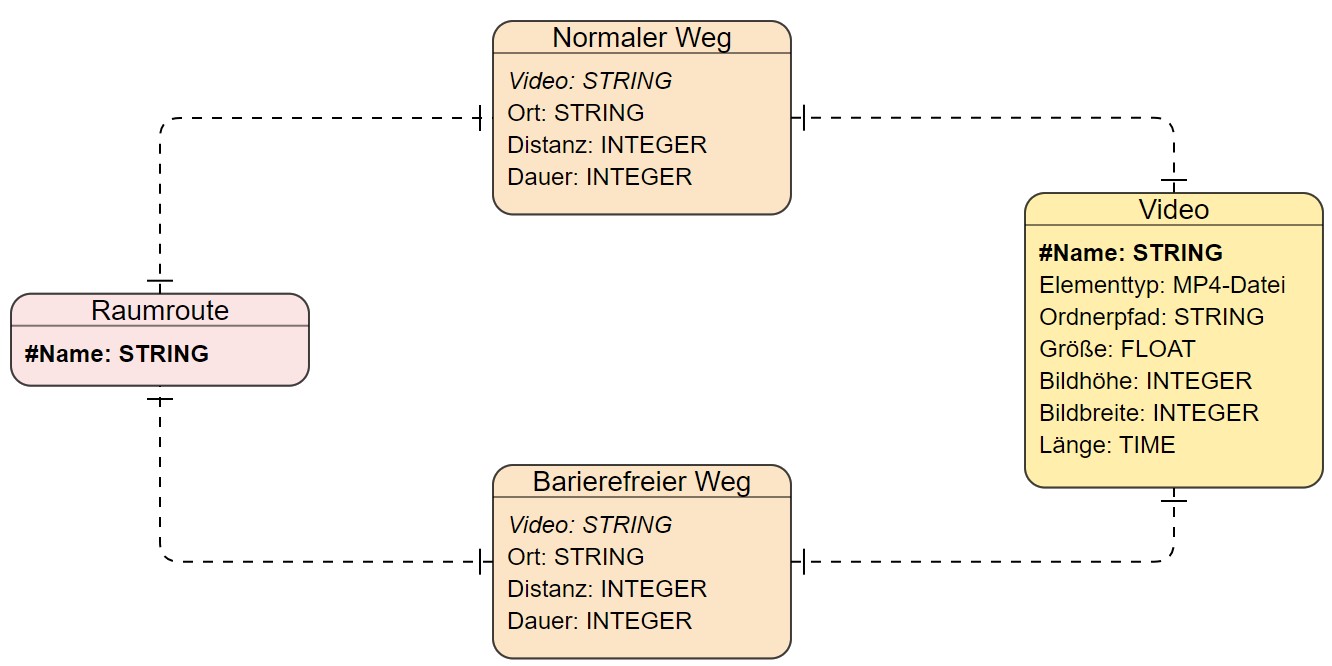 Normaler Weg
Video: STRING
Ort: STRING
Distanz: INTEGER
Dauer: INTEGER
Raumroute
#Name: STRING
Video
#Name: STRING
Elementtyp: MP4-Datei
Ordnerpfad: STRING
Größe: FLOAT
Bildhöhe: INTEGER
Bildbreite: INTEGER
Länge: TIME
Barierefreier Weg
Video: STRING
Ort: STRING
Distanz: INTEGER
Dauer: INTEGER